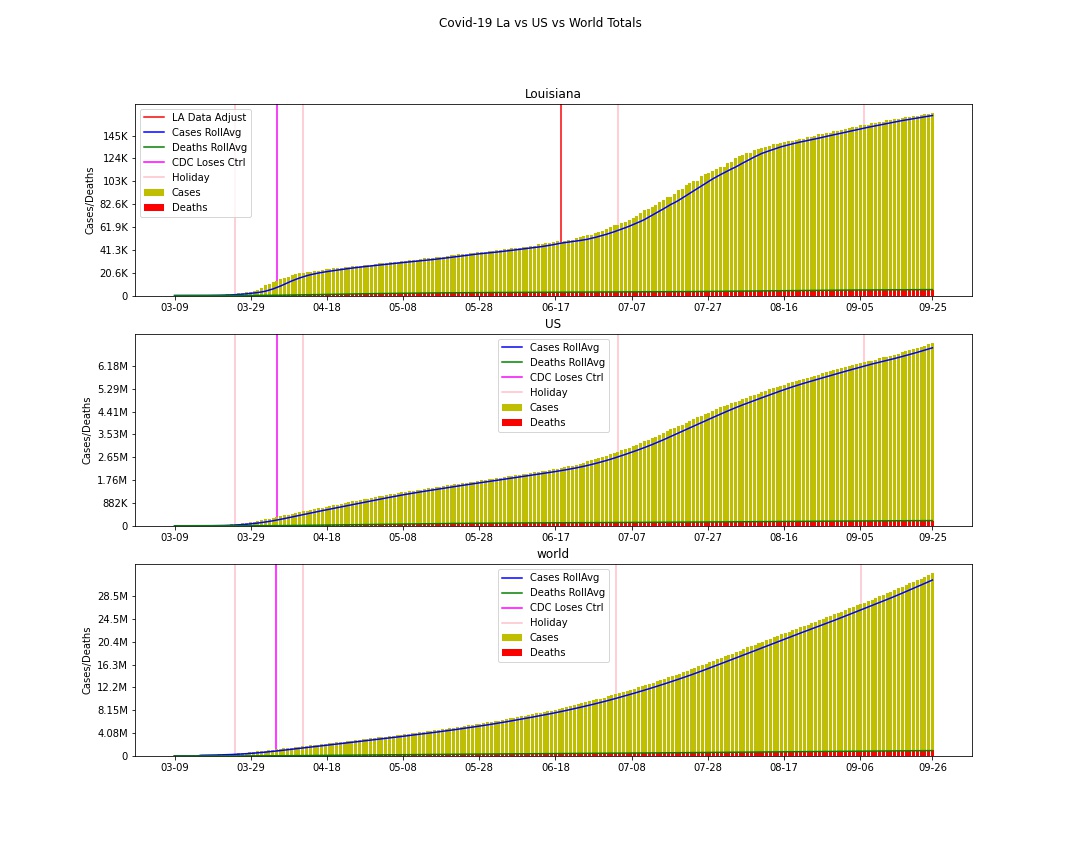 Covid-19 La vs US vs World Totals
Louisiana
LA Data Adjust
Cases RollAvg
Deaths RollAvg
CDC Loses Ctrl
Holiday
Cases
Deaths
Cases/Deaths
145K
124K
103K
82.6K
61.9K
41.3K
20.6K
0
03-09 03-29 04-18 05-08 05-28 06-17 07-07 07-27 08-16 09-05 09-25
US
Cases RollAvg
Deaths RollAvg
CDC Loses Ctrl
Holiday
Cases
Deaths
Cases/Deaths
6.18M
5.29M
4.41M
3.53M
2.65M
1.76M
882K
0
03-09 03-29 04-18 05-08 05-28 06-17 07-07 07-27 08-16 09-05 09-25
world
Cases RollAvg
Deaths RollAvg
CDC Loses Ctrl
Holiday
Cases
Deaths
Cases/Deaths
28.5M
24.5M
20.4M
16.3M
12.2M
8.15M
4.08M
0
03-09 03-29 04-18 05-08 05-28 06-18 07-08 07-28 08-17 09-06 09-26